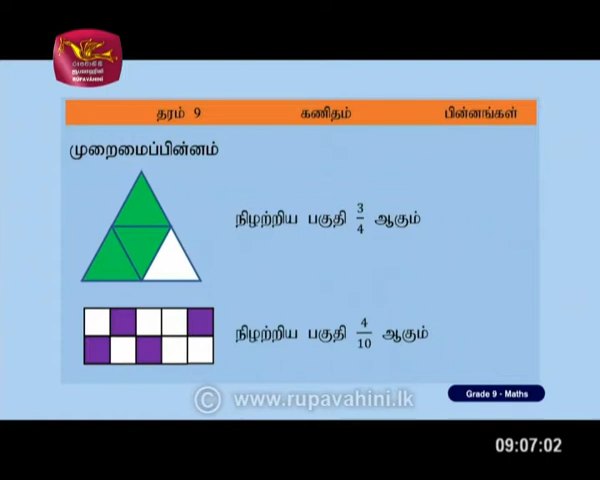 RUPAVAHINI
தரம் 9 கணிதம் பின்னங்கள்
முறைமைப்பின்னம்
நிழற்றிய பகுதி 3/4 ஆகும்
நிழற்றிய பகுதி 4/10 ஆகும்
© www.rupavahini.lk
Grade 9 - Maths
09:07:02